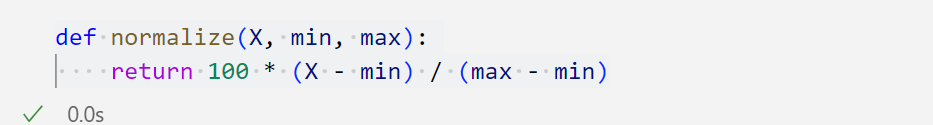 def normalize(X, min, max):
    return 100 * (X - min) / (max - min)
0.0s